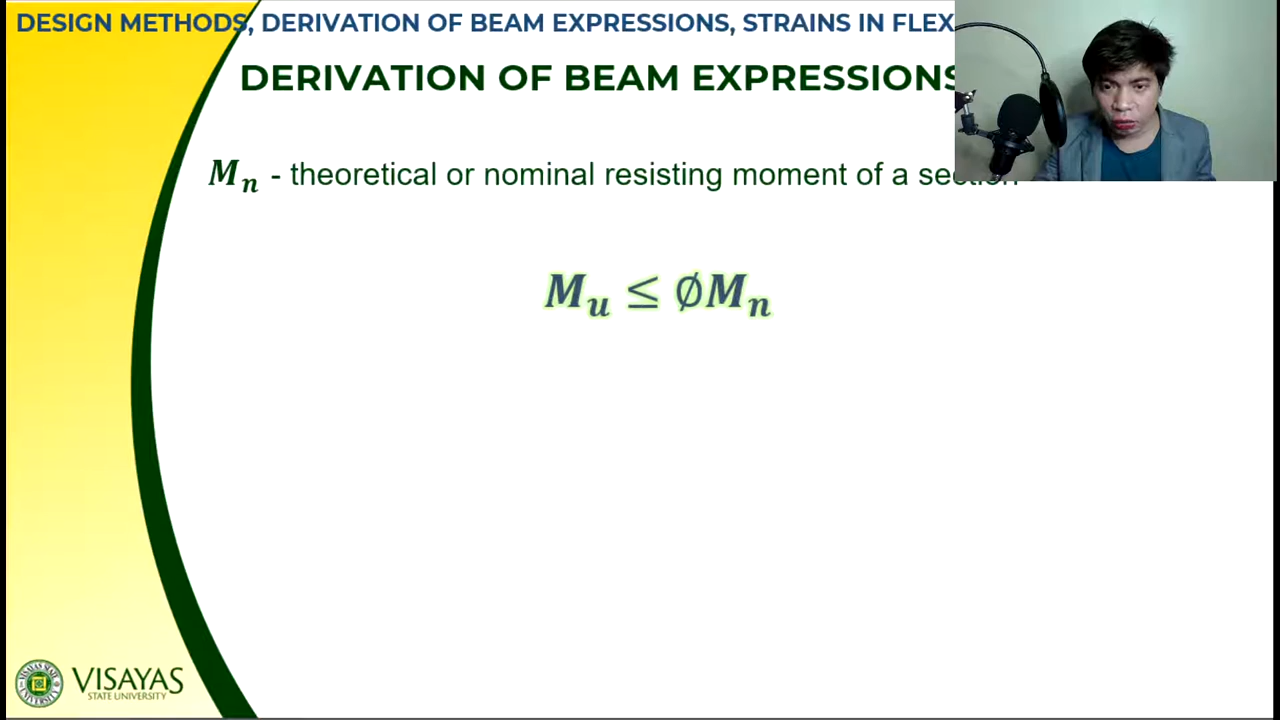 DESIGN METHODS, DERIVATION OF BEAM EXPRESSIONS, STRAINS IN
DERIVATION OF BEAM EXPRESSIONS
Mₙ - theoretical or nominal resisting moment of a section
Mᵤ ≤ ∅Mₙ
VISAYAS
STATE UNIVERSITY